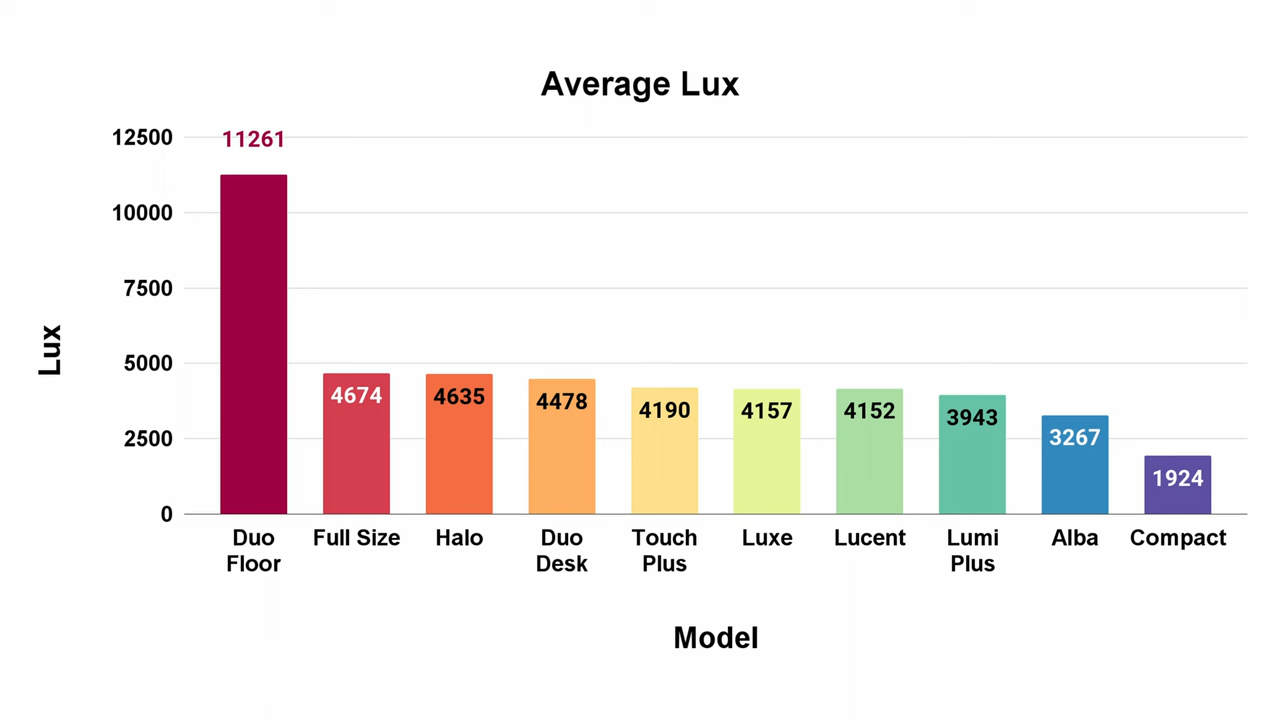 Average Lux
12500
10000
7500
5000
2500
0
Lux
11261
4674
4635
4478
4190
4157
4152
3943
3267
1924
Duo
Floor
Full Size
Halo
Duo
Desk
Touch
Plus
Luxe
Lucent
Lumi
Plus
Alba
Compact
Model